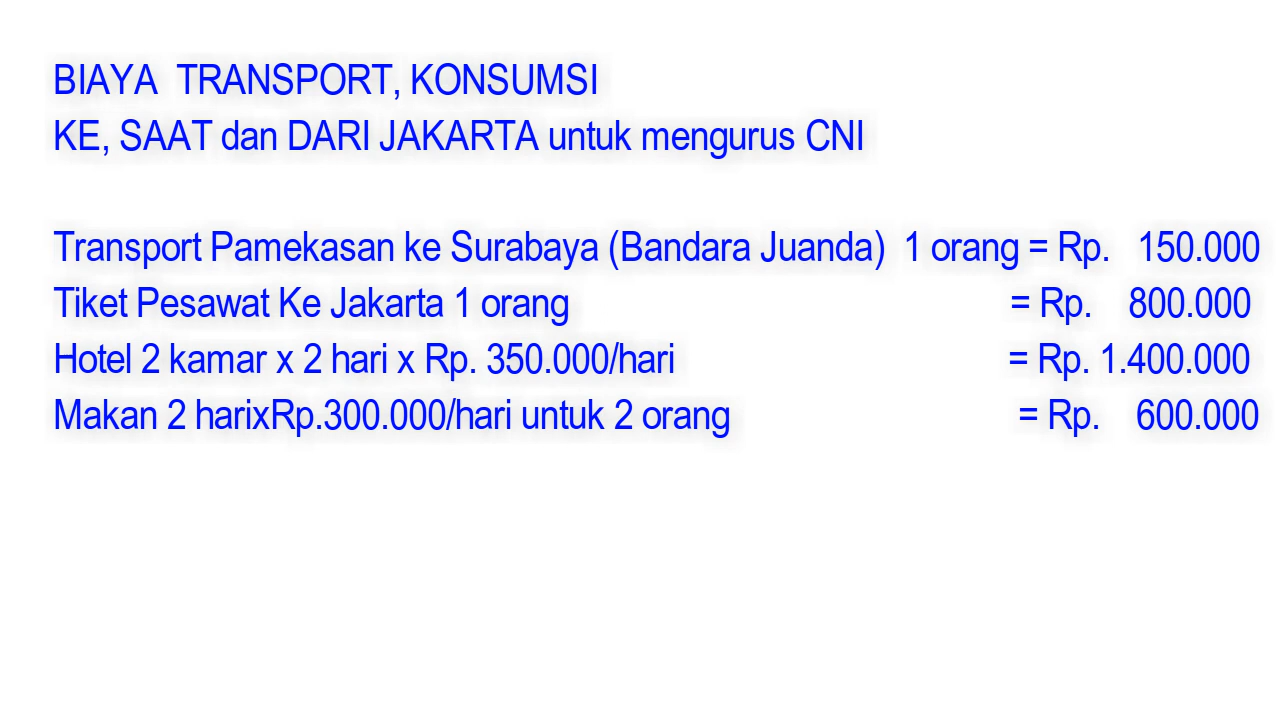 BIAYA  TRANSPORT, KONSUMSI
KE, SAAT dan DARI JAKARTA untuk mengurus CNI
Transport Pamekasan ke Surabaya (Bandara Juanda)  1 orang = Rp.   150.000
Tiket Pesawat Ke Jakarta 1 orang = Rp.    800.000
Hotel 2 kamar x 2 hari x Rp. 350.000/hari = Rp. 1.400.000
Makan 2 harixRp.300.000/hari untuk 2 orang = Rp.    600.000